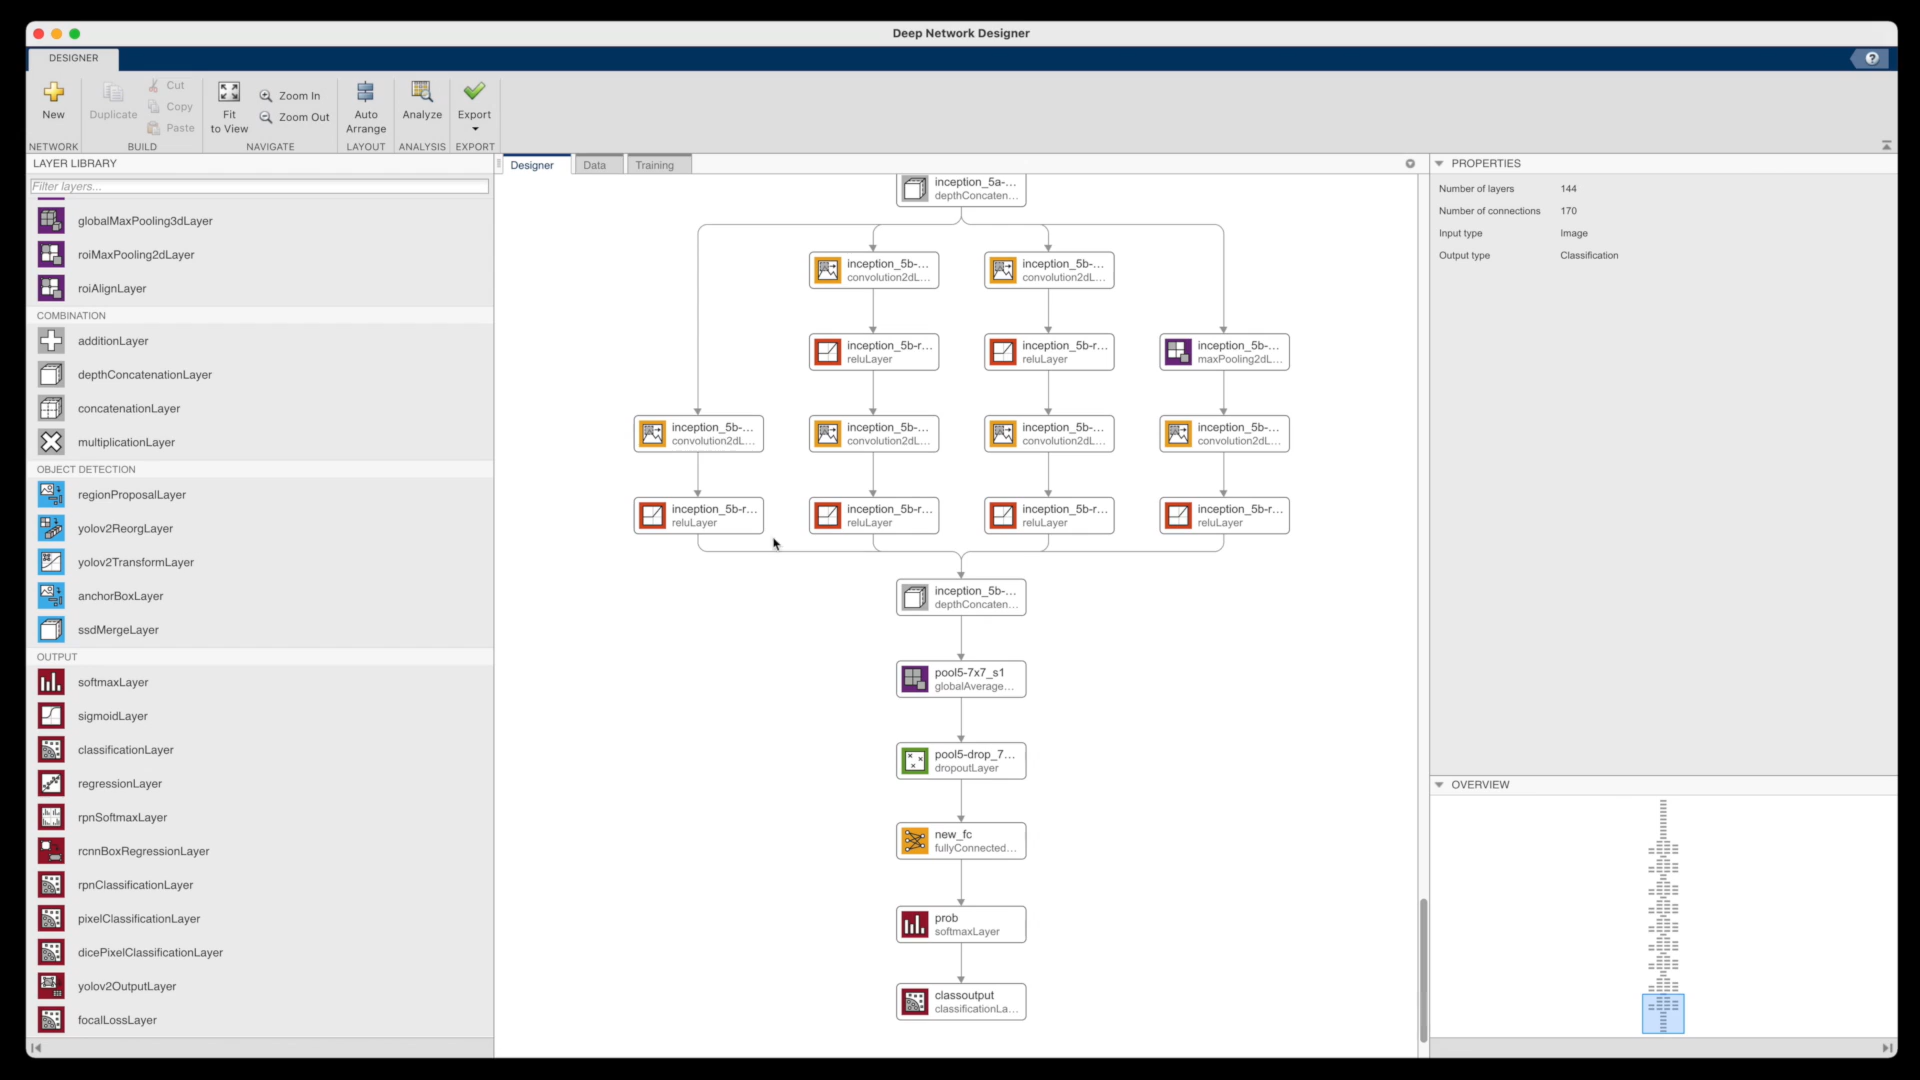 Deep Network Designer
DESIGNER
New
Duplicate
Cut
Copy
Paste
Fit
to View
Zoom In
Zoom Out
Auto
Arrange
Analyze
Export
NETWORK
BUILD
NAVIGATE
LAYOUT
ANALYSIS
EXPORT
LAYER LIBRARY
Filter layers...
globalMaxPooling3dLayer
roiMaxPooling2dLayer
roiAlignLayer
COMBINATION
additionLayer
depthConcatenationLayer
concatenationLayer
multiplicationLayer
OBJECT DETECTION
regionProposalLayer
yolov2ReorgLayer
yolov2TransformLayer
anchorBoxLayer
ssdMergeLayer
OUTPUT
softmaxLayer
sigmoidLayer
classificationLayer
regressionLayer
rpnSoftmaxLayer
rcnnBoxRegressionLayer
rpnClassificationLayer
pixelClassificationLayer
dicePixelClassificationLayer
yolov2OutputLayer
focalLossLayer
Designer
Data
Training
inception_5a-...
depthConcaten...
inception_5b-...
convolution2dL...
inception_5b-...
convolution2dL...
inception_5b-r...
reluLayer
inception_5b-r...
reluLayer
inception_5b-...
maxPooling2dL...
inception_5b-...
convolution2dL...
inception_5b-...
convolution2dL...
inception_5b-...
convolution2dL...
inception_5b-...
convolution2dL...
inception_5b-r...
reluLayer
inception_5b-r...
reluLayer
inception_5b-r...
reluLayer
inception_5b-r...
reluLayer
inception_5b-...
depthConcaten...
pool5-7x7_s1
globalAverage...
pool5-drop_7...
dropoutLayer
new_fc
fullyConnected...
prob
softmaxLayer
classoutput
classificationLa...
PROPERTIES
Number of layers 144
Number of connections 170
Input type Image
Output type Classification
OVERVIEW